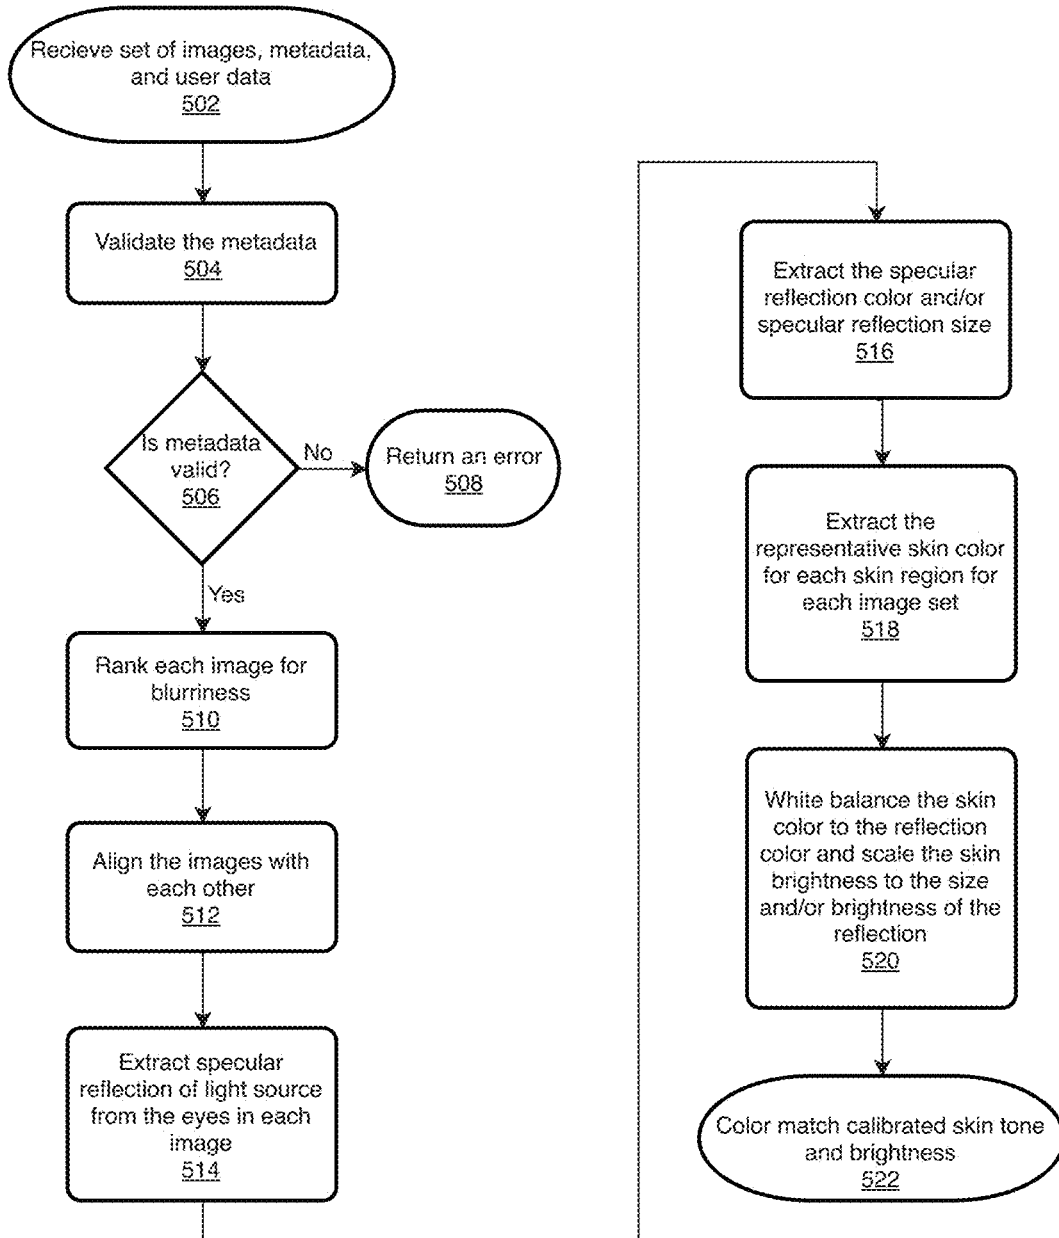 Recieve set of images, metadata,
and user data
502
Validate the metadata
504
Is metadata
valid?
506
No
Return an error
508
Yes
Rank each image for
blurriness
510
Align the images with
each other
512
Extract specular
reflection of light source
from the eyes in each
image
514
Extract the specular
reflection color and/or
specular reflection size
516
Extract the
representative skin color
for each skin region for
each image set
518
White balance the skin
color to the reflection
color and scale the skin
brightness to the size
and/or brightness of the
reflection
520
Color match calibrated skin tone
and brightness
522